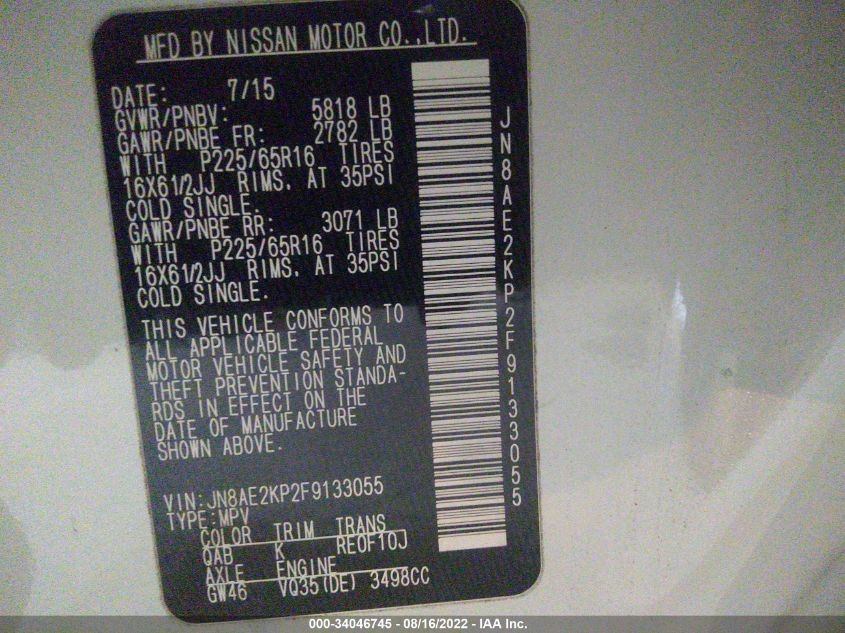 MFD BY NISSAN MOTOR CO.,LTD.
DATE: 7/15
GVWR/PNBV: 5818 LB
GAWR/PNBE FR: 2782 LB
WITH P225/65R16 TIRES
16X61/2JJ RIMS, AT 35PSI
COLD SINGLE.
GAWR/PNBE RR: 3071 LB
WITH P225/65R16 TIRES
16X61/2JJ RIMS, AT 35PSI
COLD SINGLE.
THIS VEHICLE CONFORMS TO
ALL APPLICABLE FEDERAL
MOTOR VEHICLE SAFETY AND
THEFT PREVENTION STANDA-
RDS IN EFFECT ON THE
DATE OF MANUFACTURE
SHOWN ABOVE.
VIN:JN8AE2KP2F9133055
TYPE:MPV
COLOR TRIM TRANS
QAB K RE0F10J
AXLE ENGINE
GW46 VQ35(DE) 3498CC
JN8AE2KP2F9133055
000-34046745 - 08/16/2022 - IAA Inc.